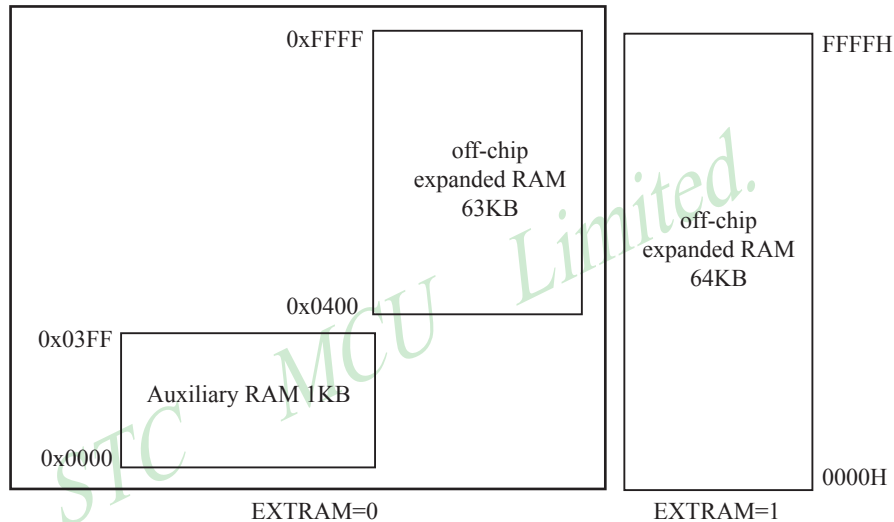 0xFFFF
off-chip
expanded RAM
63KB
0x0400
0x03FF
Auxiliary RAM 1KB
0x0000
EXTRAM=0
FFFFH
off-chip
expanded RAM
64KB
0000H
EXTRAM=1
STC MCU Limited.